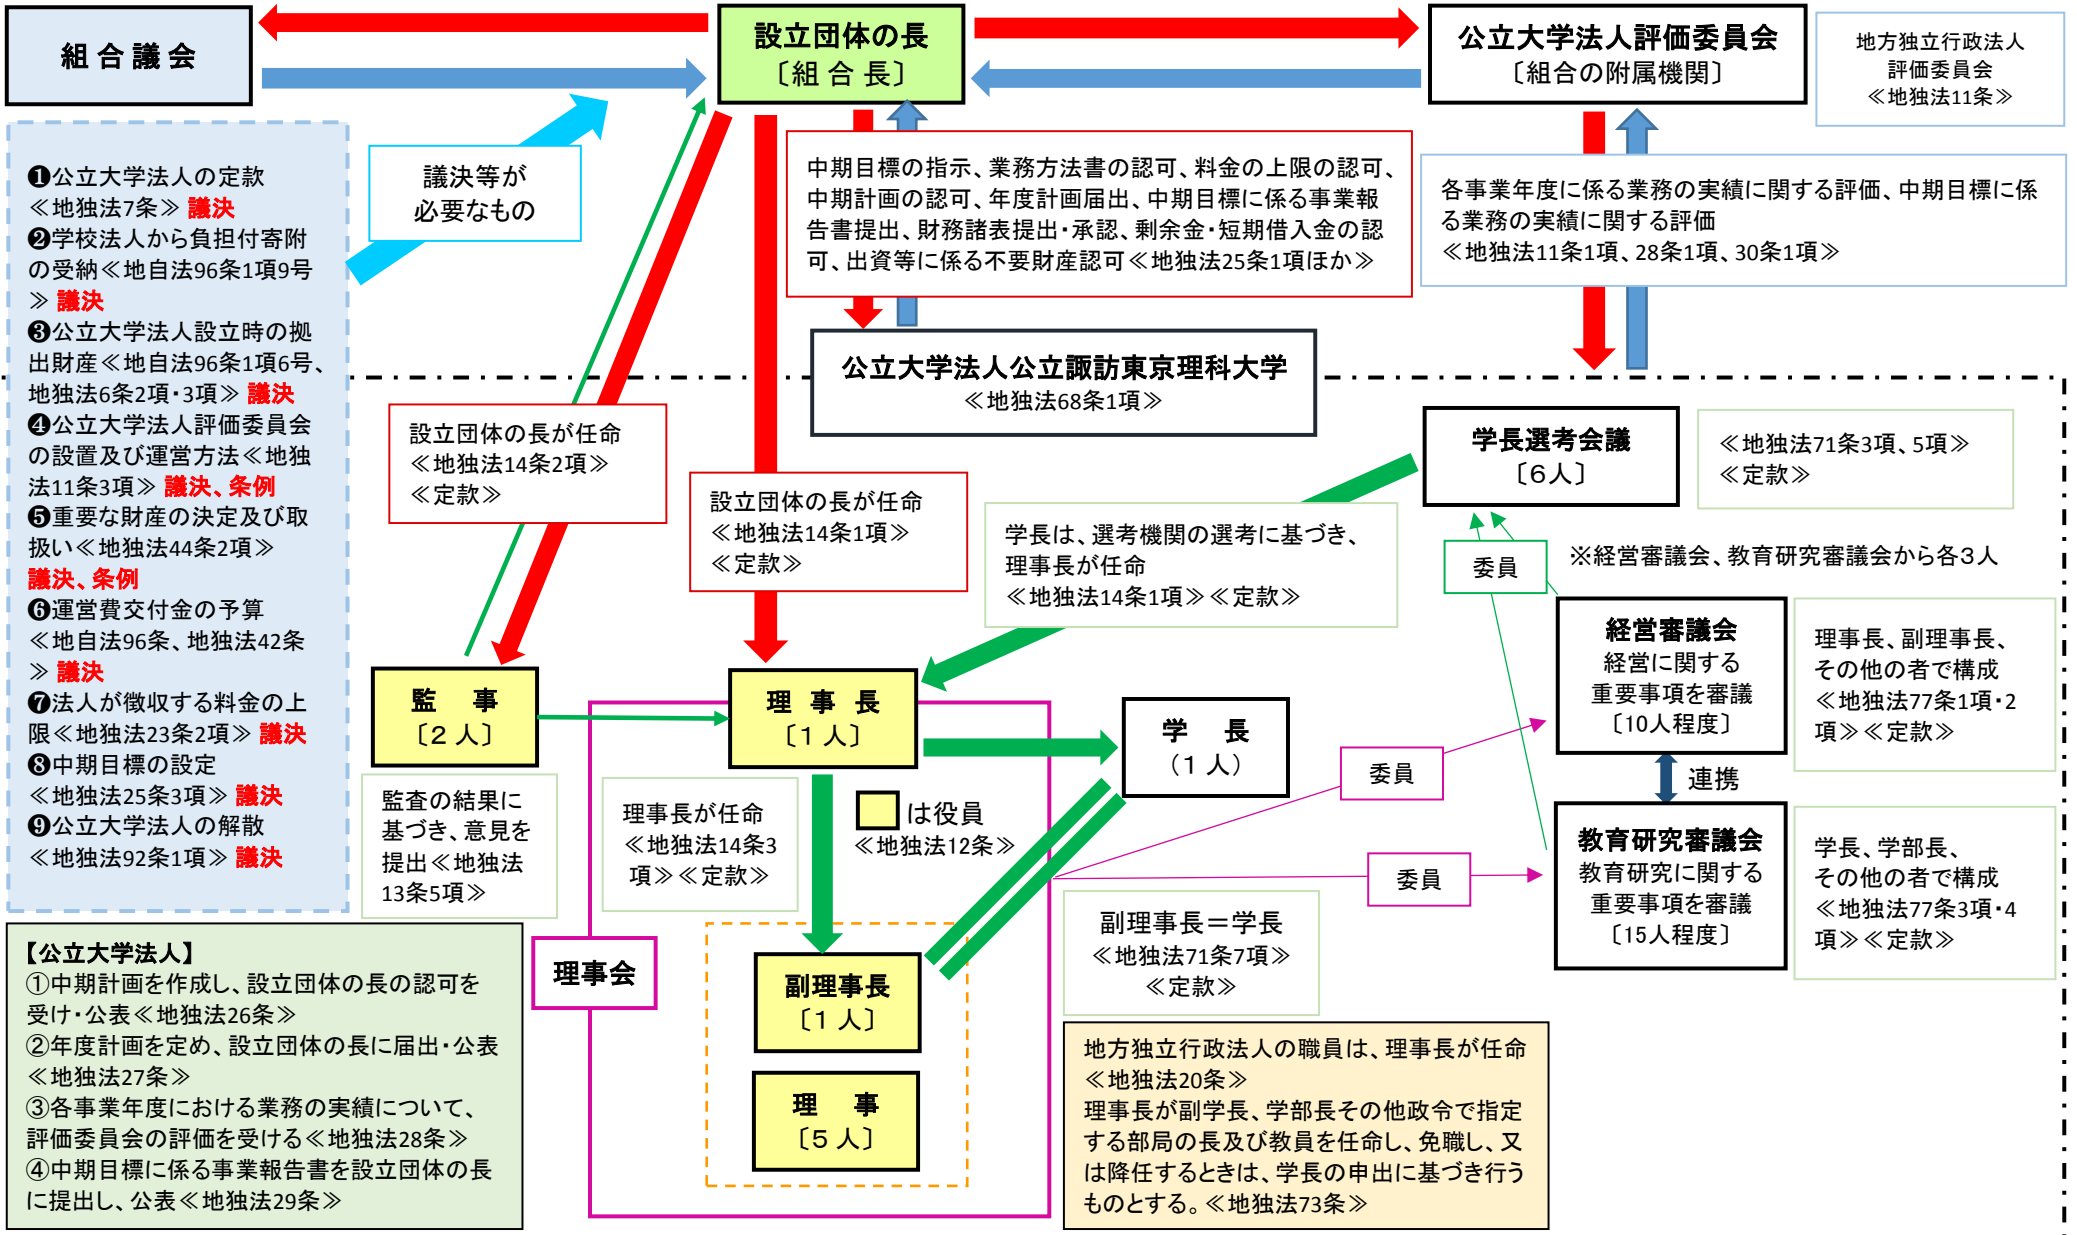 組 合 議 会
設立団体の長
〔組 合 長〕
公立大学法人評価委員会
〔組合の附属機関〕
地方独立行政法人
評価委員会
≪地独法11条≫
❶公立大学法人の定款
≪地独法7条≫ 議決
❷学校法人から負担付寄附
の受納≪地自法96条1項9号
≫ 議決
❸公立大学法人設立時の拠
出財産≪地自法96条1項6号、
地独法6条2項・3項≫ 議決
❹公立大学法人評価委員会
の設置及び運営方法≪地独
法11条3項≫ 議決、条例
❺重要な財産の決定及び取
扱い≪地独法44条2項≫
議決、条例
❻運営費交付金の予算
≪地自法96条、地独法42条
≫ 議決
❼法人が徴収する料金の上
限≪地独法23条2項≫ 議決
❽中期目標の設定
≪地独法25条3項≫ 議決
❾公立大学法人の解散
≪地独法92条1項≫ 議決
議決等が
必要なもの
中期目標の指示、業務方法書の認可、料金の上限の認可、
中期計画の認可、年度計画届出、中期目標に係る事業報
告書提出、財務諸表提出・承認、剰余金・短期借入金の認
可、出資等に係る不要財産認可≪地独法25条1項ほか≫
各事業年度に係る業務の実績に関する評価、中期目標に係
る業務の実績に関する評価
≪地独法11条1項、28条1項、30条1項≫
公立大学法人公立諏訪東京理科大学
≪地独法68条1項≫
設立団体の長が任命
≪地独法14条2項≫
≪定款≫
設立団体の長が任命
≪地独法14条1項≫
≪定款≫
学長は、選考機関の選考に基づき、
理事長が任命
≪地独法14条1項≫≪定款≫
学長選考会議
〔6人〕
≪地独法71条3項、5項≫
≪定款≫
委員
※経営審議会、教育研究審議会から各3人
経営審議会
経営に関する
重要事項を審議
〔10人程度〕
理事長、副理事長、
その他の者で構成
≪地独法77条1項・2
項≫≪定款≫
連携
教育研究審議会
教育研究に関する
重要事項を審議
〔15人程度〕
学長、学部長、
その他の者で構成
≪地独法77条3項・4
項≫≪定款≫
監 事
〔2 人〕
監査の結果に
基づき、意見を
提出≪地独法
13条5項≫
理 事 長
〔1 人〕
学 長
(1 人)
委員
委員
理事長が任命
≪地独法14条3
項≫≪定款≫
は役員
≪地独法12条≫
理事会
副理事長
〔1 人〕
理 事
〔5 人〕
副理事長＝学長
≪地独法71条7項≫
≪定款≫
【公立大学法人】
①中期計画を作成し、設立団体の長の認可を
受け・公表≪地独法26条≫
②年度計画を定め、設立団体の長に届出・公表
≪地独法27条≫
③各事業年度における業務の実績について、
評価委員会の評価を受ける≪地独法28条≫
④中期目標に係る事業報告書を設立団体の長
に提出し、公表≪地独法29条≫
地方独立行政法人の職員は、理事長が任命
≪地独法20条≫
理事長が副学長、学部長その他政令で指定
する部局の長及び教員を任命し、免職し、又
は降任するときは、学長の申出に基づき行う
ものとする。≪地独法73条≫